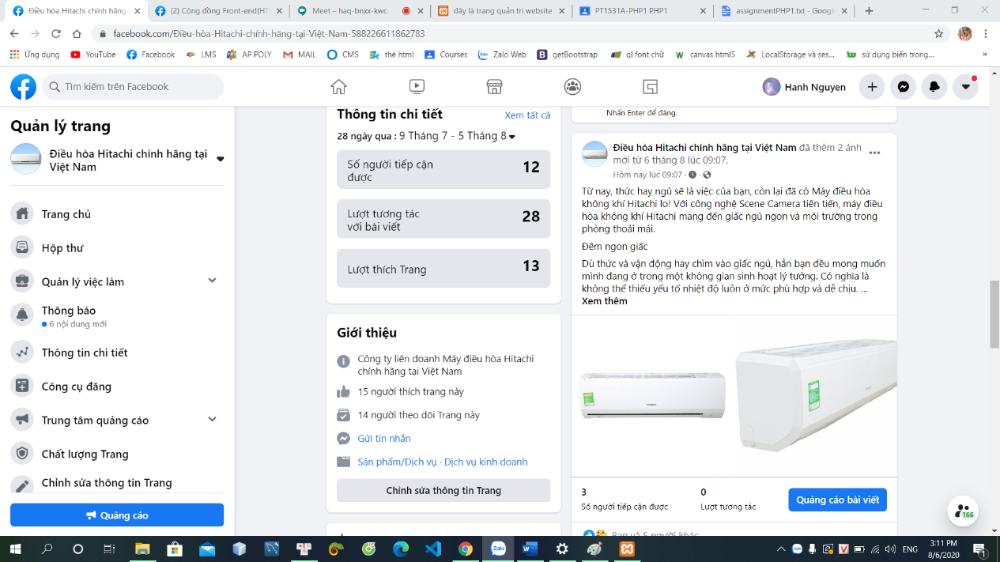 Điều hòa Hitachi chính hãng
(2) Cộng đồng Front-end(HT
Meet – haq-bnxx-kwc
đây là trang quản trị website
PT1531A-PHP1 PHP1
assignmentPHP1.txt - Google
facebook.com/Điều-hòa-Hitachi-chính-hãng-tại-Việt-Nam-588226611862783
Ứng dụng
YouTube
Facebook
LMS
AP POLY
MAIL
CMS
thẻ html
Courses
Zalo Web
getBootstrap
ql font chữ
canvas html5
LocalStorage và ses...
sử dụng biến trong...
Tìm kiếm trên Facebook
Hanh Nguyen
Quản lý trang
Điều hòa Hitachi chính hãng tại
Việt Nam
Trang chủ
Hộp thư
Quản lý việc làm
Thông báo
6 nội dung mới
Thông tin chi tiết
Công cụ đăng
Trung tâm quảng cáo
Chất lượng Trang
Chỉnh sửa thông tin Trang
Quảng cáo
Thông tin chi tiết
Xem tất cả
28 ngày qua : 9 Tháng 7 - 5 Tháng 8
Số người tiếp cận
được
12
Lượt tương tác
với bài viết
28
Lượt thích Trang
13
Giới thiệu
Công ty liên doanh Máy điều hòa Hitachi
chính hãng tại Việt Nam
15 người thích trang này
14 người theo dõi Trang này
Gửi tin nhắn
Sản phẩm/Dịch vụ · Dịch vụ kinh doanh
Chỉnh sửa thông tin Trang
Nhấn Enter để đăng.
Điều hòa Hitachi chính hãng tại Việt Nam đã thêm 2 ảnh
mới từ 6 tháng 8 lúc 09:07.
Hôm nay lúc 09:07 ·
Từ nay, thức hay ngủ sẽ là việc của bạn, còn lại đã có Máy điều hòa
không khí Hitachi lo! Với công nghệ Scene Camera tiên tiến, máy điều
hòa không khí Hitachi mang đến giấc ngủ ngon và môi trường trong
phòng thoải mái.
Đêm ngon giấc
Dù thức và vận động hay chìm vào giấc ngủ, hẳn bạn đều mong muốn
mình đang ở trong một không gian sinh hoạt lý tưởng. Có nghĩa là
không thể thiếu yếu tố nhiệt độ luôn ở mức phù hợp và dễ chịu. ...
Xem thêm
3
Số người tiếp cận được
0
Lượt tương tác
Quảng cáo bài viết
Bạn và 5 người khác
166
ENG
3:11 PM
8/6/2020